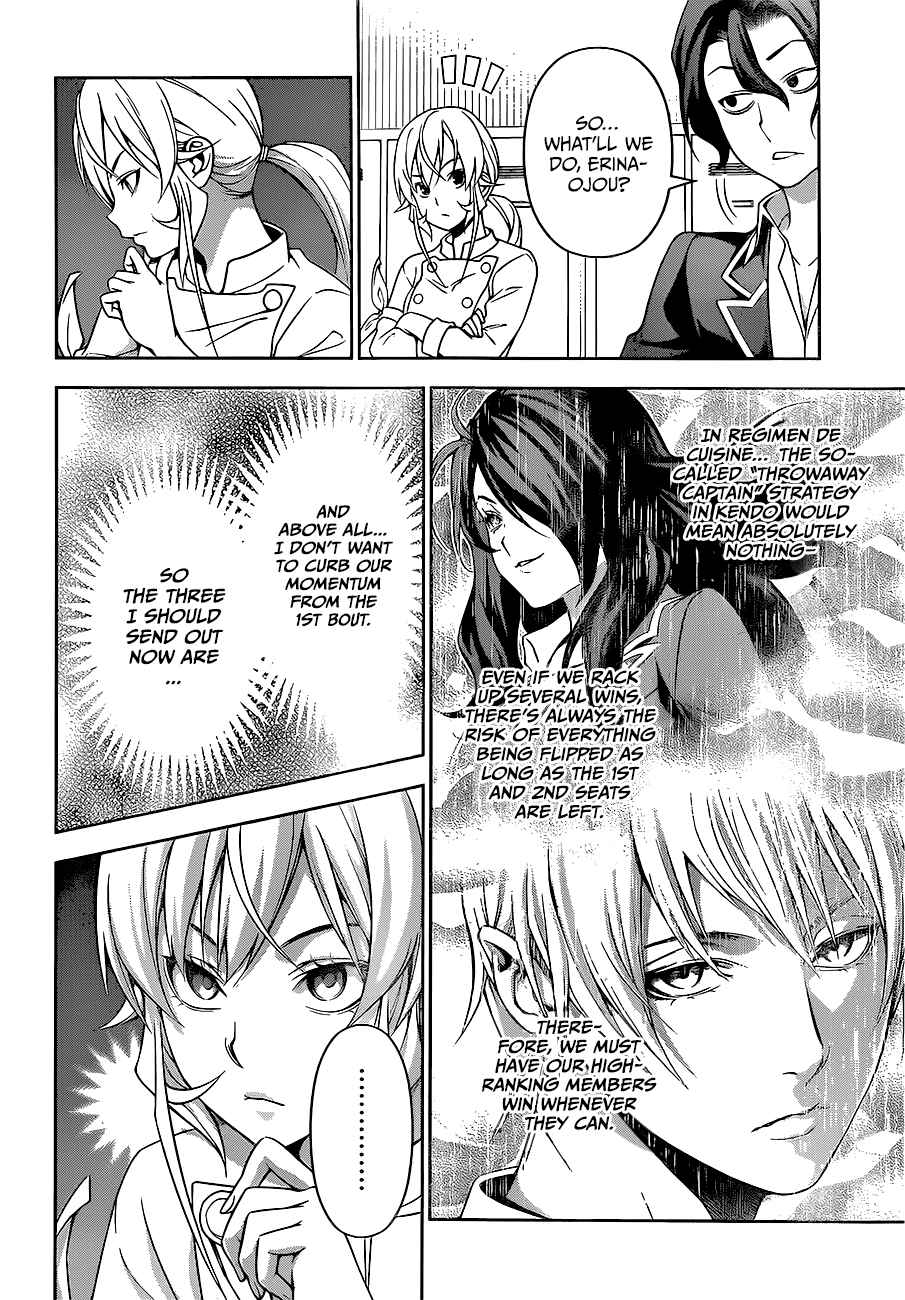 SO...
WHAT'LL WE
DO, ERINA-
OJOU?
IN REGIMEN DE
CUISINE... THE SO-
CALLED "THROWAWAY
CAPTAIN" STRATEGY
IN KENDO WOULD
MEAN ABSOLUTELY
NOTHING-
EVEN IF WE RACK
UP SEVERAL WINS,
THERE'S ALWAYS THE
RISK OF EVERYTHING
BEING FLIPPED AS
LONG AS THE 1ST
AND 2ND SEATS
ARE LEFT.
THERE-
FORE, WE MUST
HAVE OUR HIGH-
RANKING MEMBERS
WIN WHENEVER
THEY CAN.
AND
ABOVE ALL...
I DON'T WANT
TO CURB OUR
MOMENTUM
FROM THE
1ST BOUT.
SO
THE THREE
I SHOULD
SEND OUT
NOW ARE
...
...........